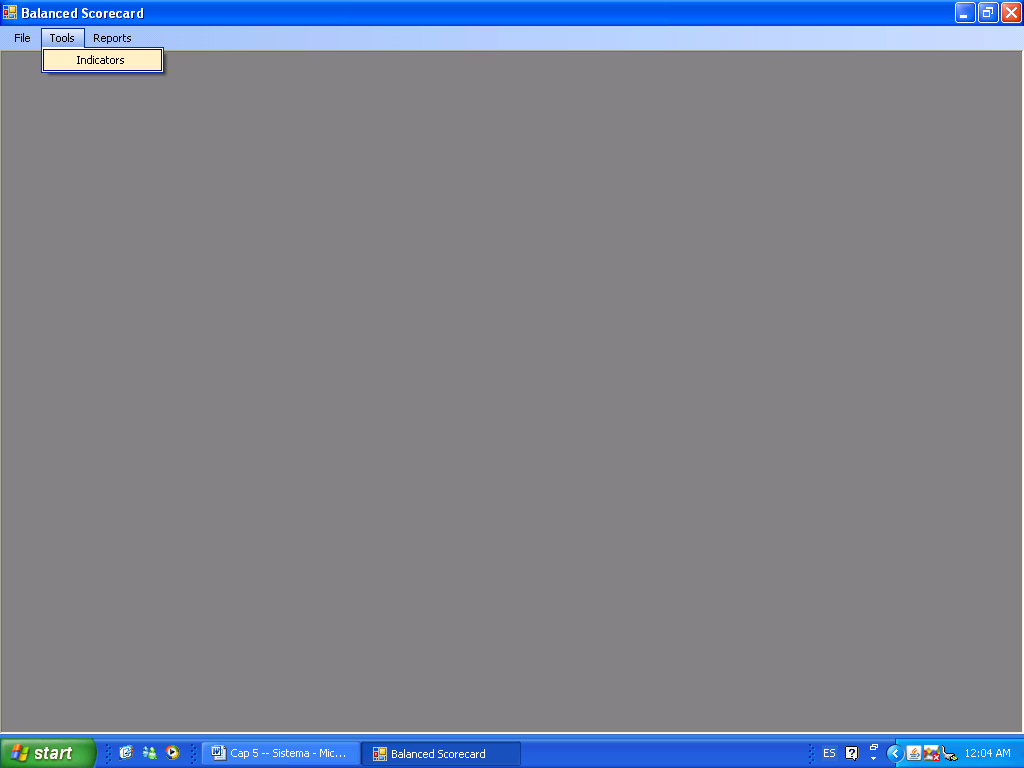 Balanced Scorecard
File Tools Reports
Indicators
start Cap 5 -- Sistema - Mic... Balanced Scorecard ES 12:04 AM